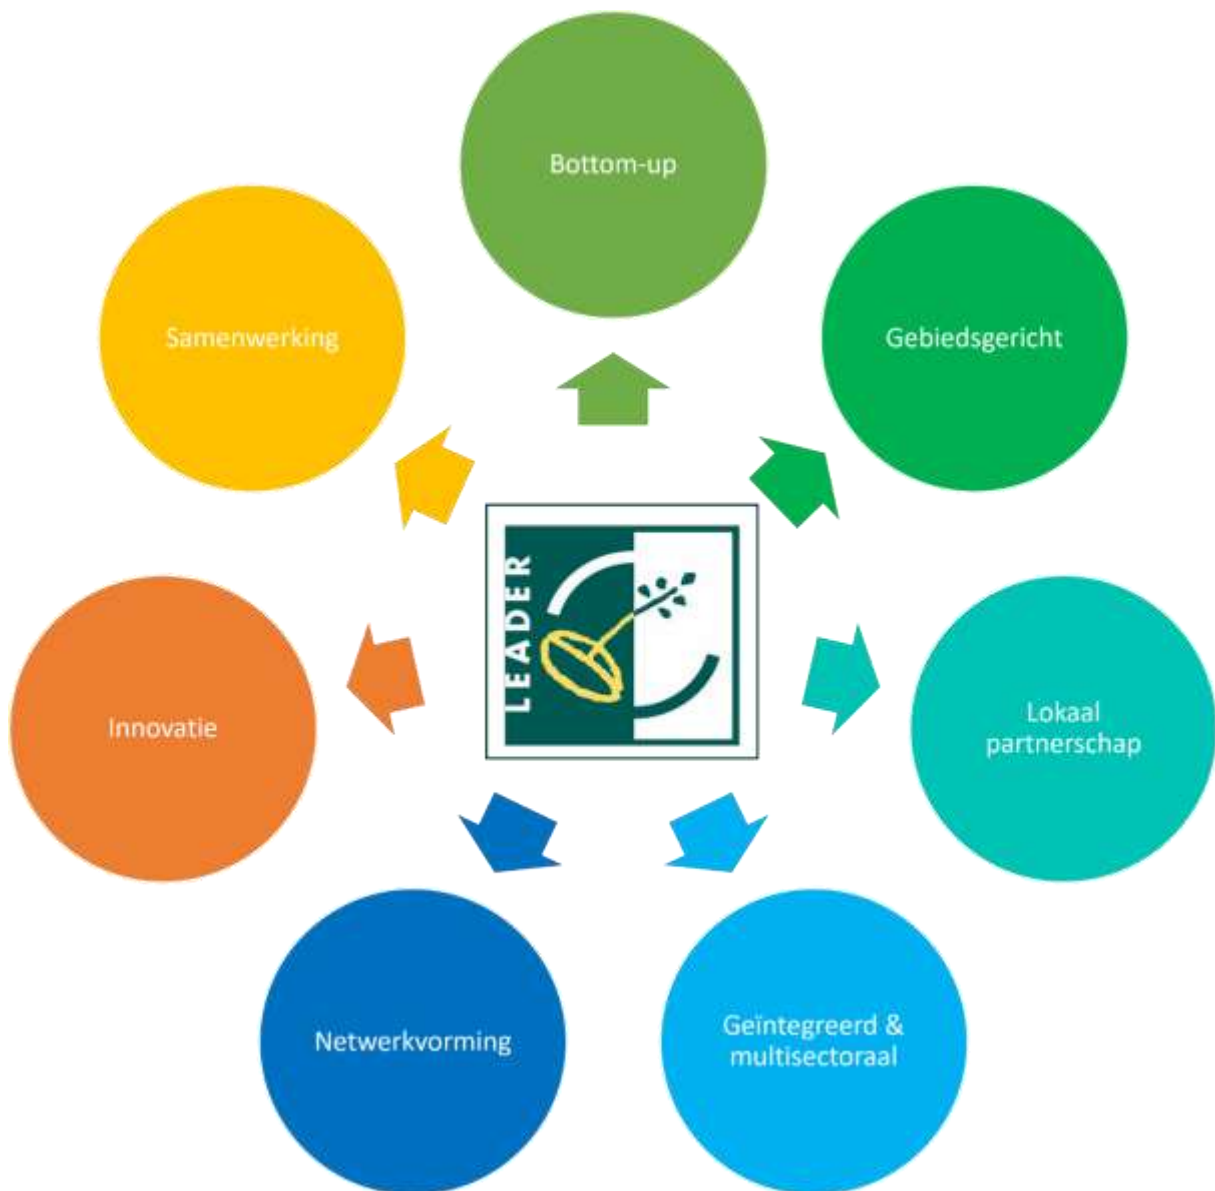 Bottom-up
Gebiedsgericht
Lokaal
partnerschap
Geïntegreerd &
multisectoraal
Netwerkvorming
Innovatie
Samenwerking
LEADER